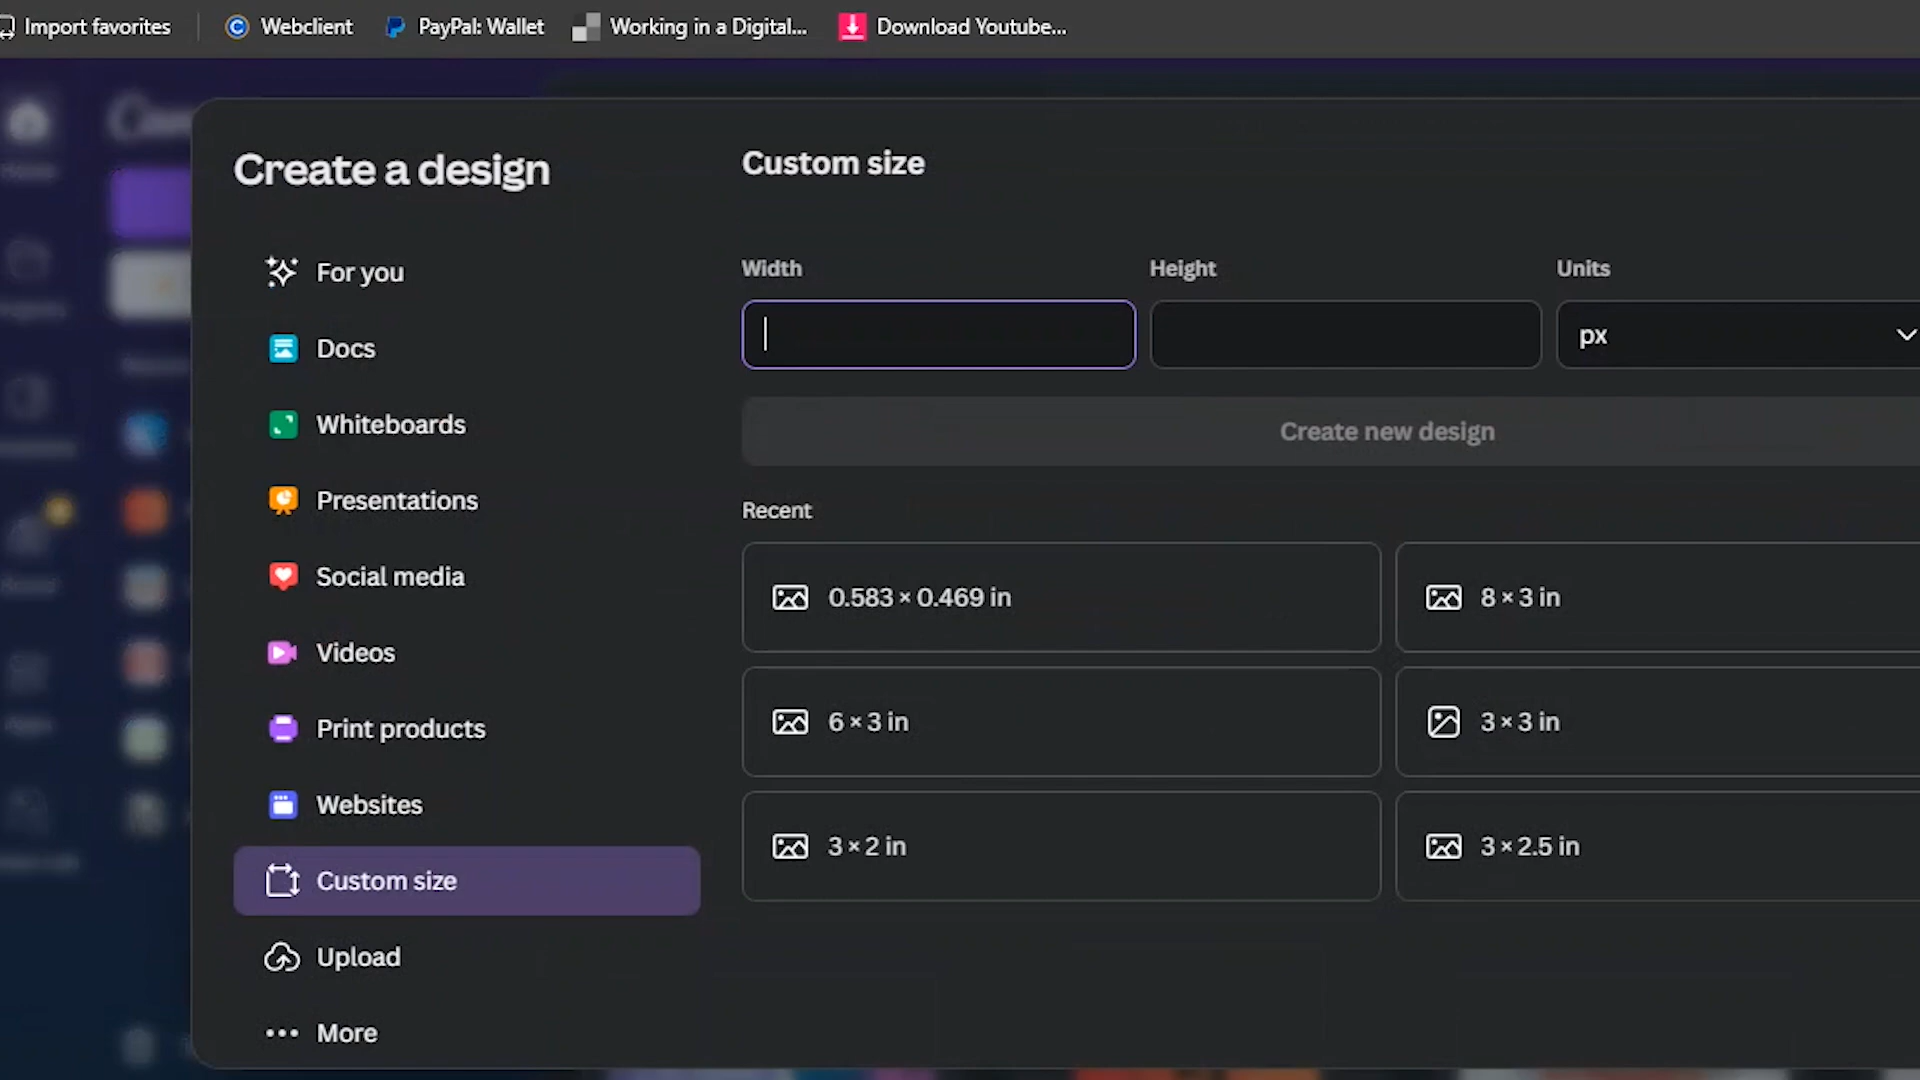 Import favorites
Webclient
PayPal: Wallet
Working in a Digital...
Download Youtube...
Create a design
For you
Docs
Whiteboards
Presentations
Social media
Videos
Print products
Websites
Custom size
Upload
More
Custom size
Width
Height
Units
px
Create new design
Recent
0.583 × 0.469 in
8 × 3 in
6 × 3 in
3 × 3 in
3 × 2 in
3 × 2.5 in